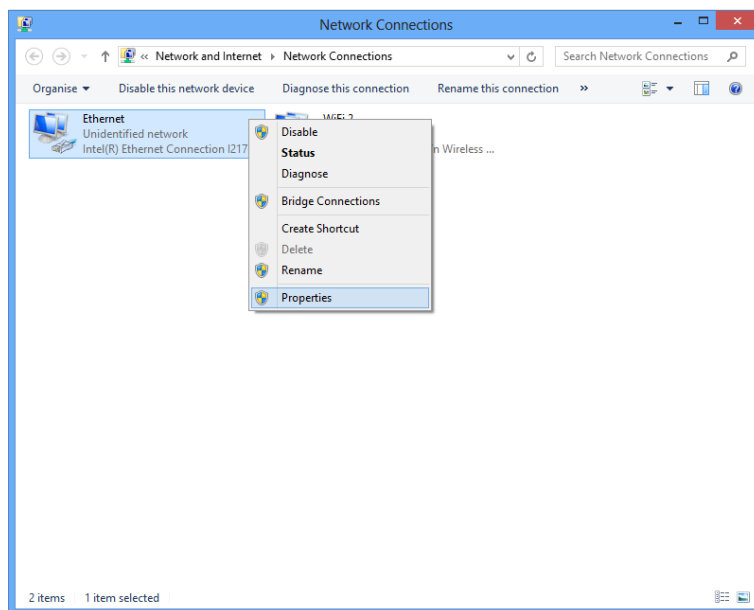 Network Connections
« Network and Internet Network Connections Search Network Connections
Organise Disable this network device Diagnose this connection Rename this connection »
Ethernet
Unidentified network
Intel(R) Ethernet Connection I217
WiFi 2
n Wireless ...
Disable
Status
Diagnose
Bridge Connections
Create Shortcut
Delete
Rename
Properties
2 items 1 item selected